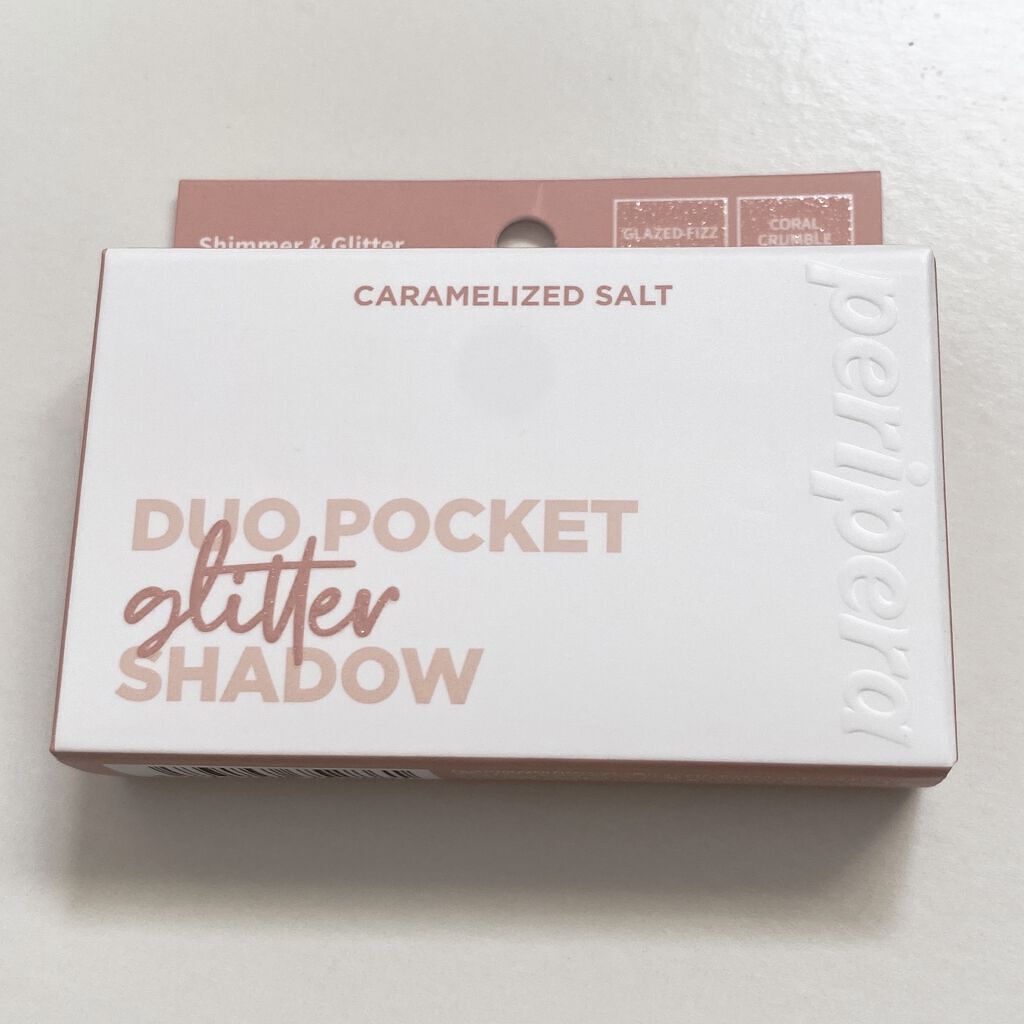 Shimmer & Glitter
GLAZED FIZZ
CORAL
CRUMBLE
CARAMELIZED SALT
DUO POCKET
glitter
SHADOW
peripera